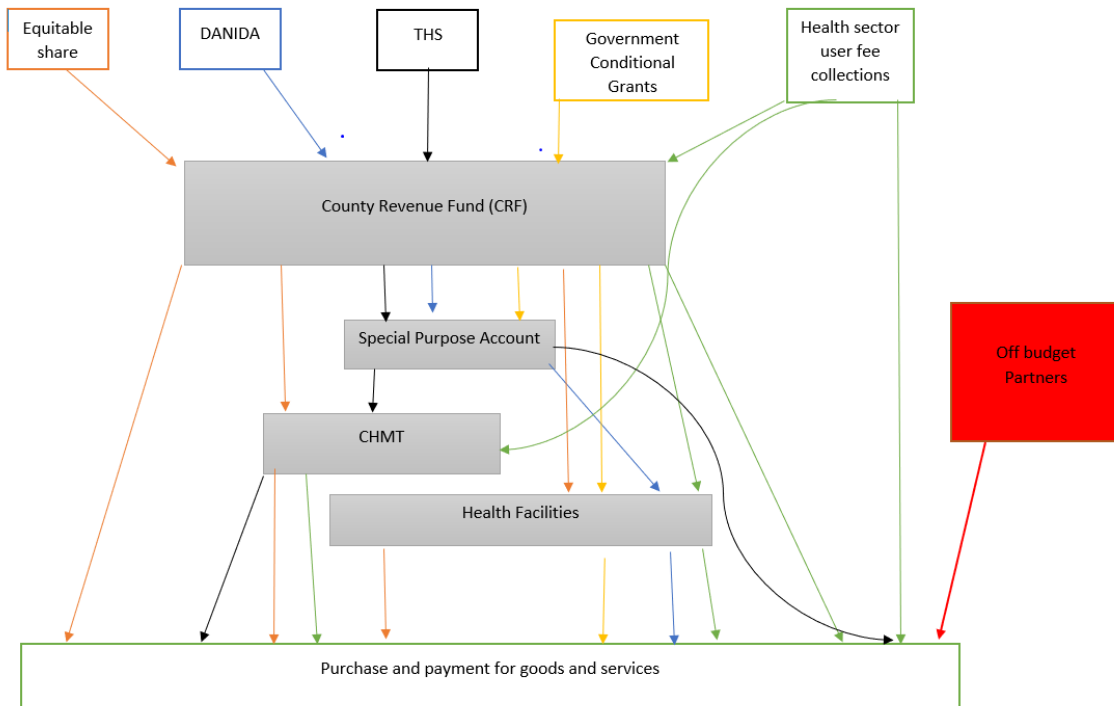 Equitable
share
DANIDA
THS
Government
Conditional
Grants
Health sector
user fee
collections
County Revenue Fund (CRF)
Special Purpose Account
Off budget
Partners
CHMT
Health Facilities
Purchase and payment for goods and services